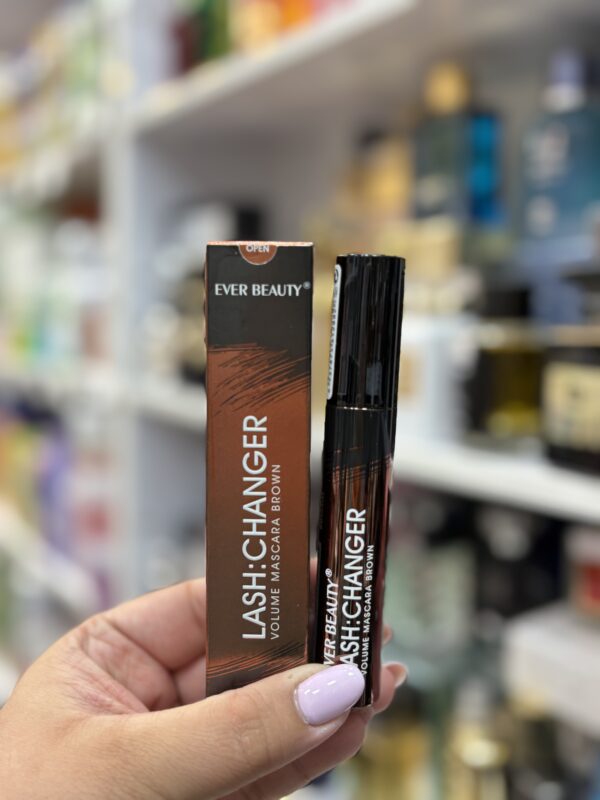 OPEN
EVER BEAUTY®
LASH:CHANGER
VOLUME MASCARA BROWN
EVER BEAUTY®
LASH:CHANGER
VOLUME MASCARA BROWN